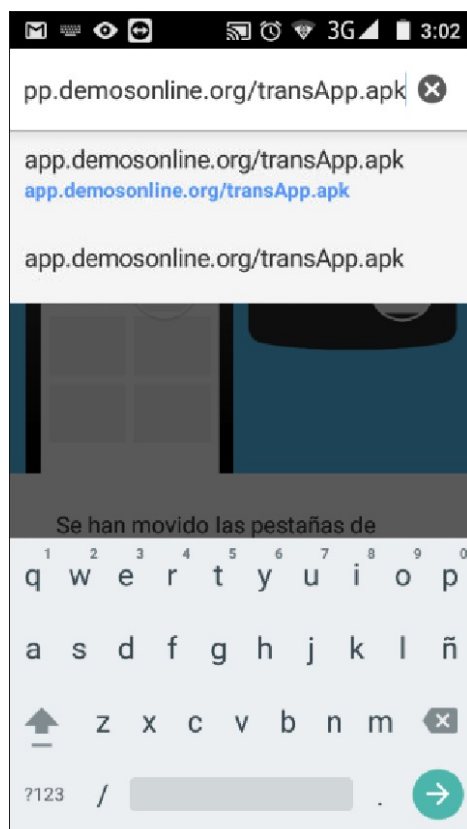 3G 3:02
pp.demosonline.org/transApp.apk
app.demosonline.org/transApp.apk
app.demosonline.org/transApp.apk
app.demosonline.org/transApp.apk
Se han movido las pestañas de
1 2 3 4 5 6 7 8 9 0
q w e r t y u i o p
a s d f g h j k l ñ
z x c v b n m
?123 / .